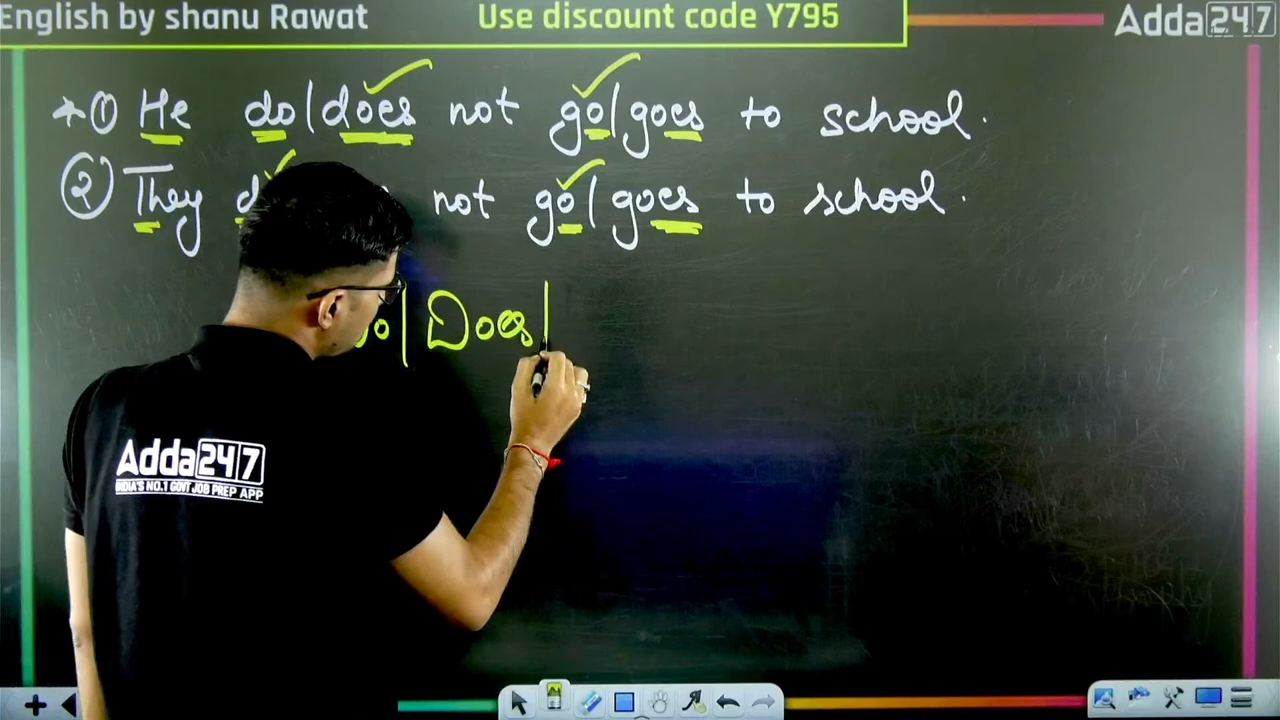 English by shanu Rawat Use discount code Y795 Adda247
① He do/does not go/goes to school.
② They not go/goes to school.
Does/
Adda247
INDIA'S NO.1 GOVT JOB PREP APP